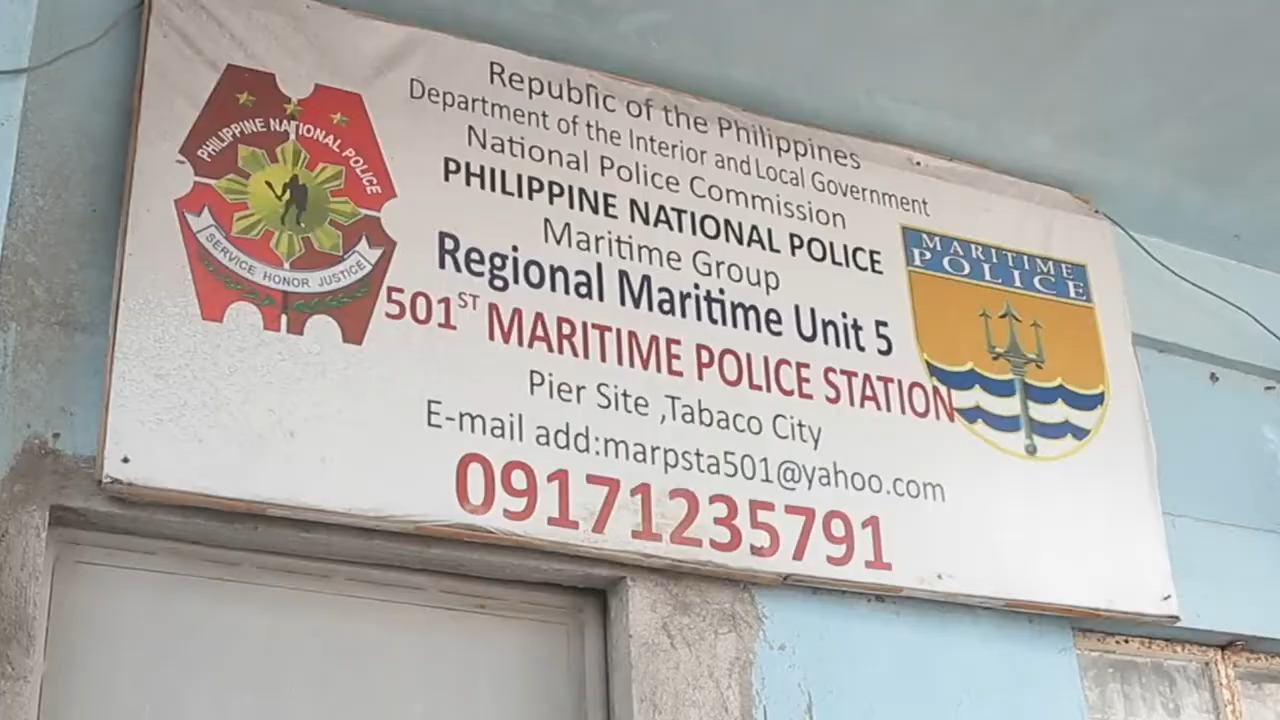 Republic of the Philippines
Department of the Interior and Local Government
National Police Commission
PHILIPPINE NATIONAL POLICE
Maritime Group
Regional Maritime Unit 5
501ST MARITIME POLICE STATION
Pier Site ,Tabaco City
E-mail add:marpsta501@yahoo.com
09171235791
PHILIPPINE NATIONAL POLICE
SERVICE HONOR JUSTICE
MARITIME
POLICE